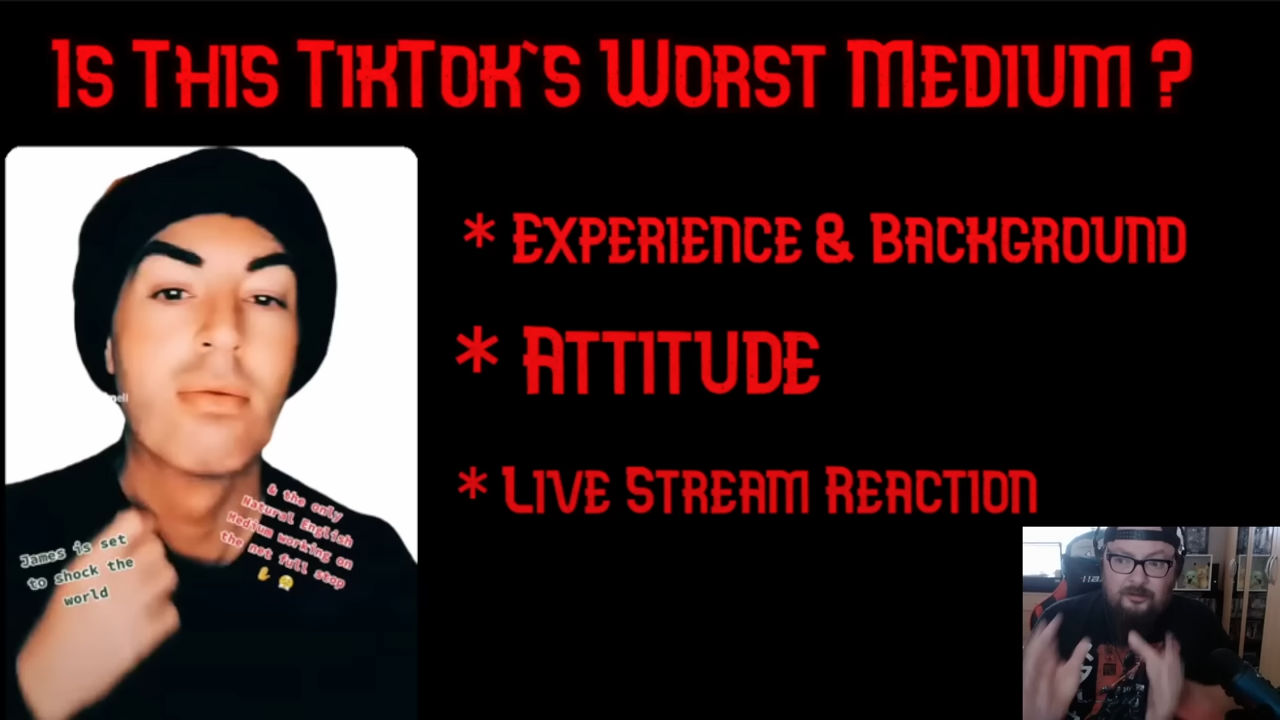 Is This TikTok`s Worst Medium ?
* Experience & Background
* Attitude
* Live Stream Reaction
& the only
Natural English
Medium working on
the net full stop
✋😤
James is set
to shock the
world